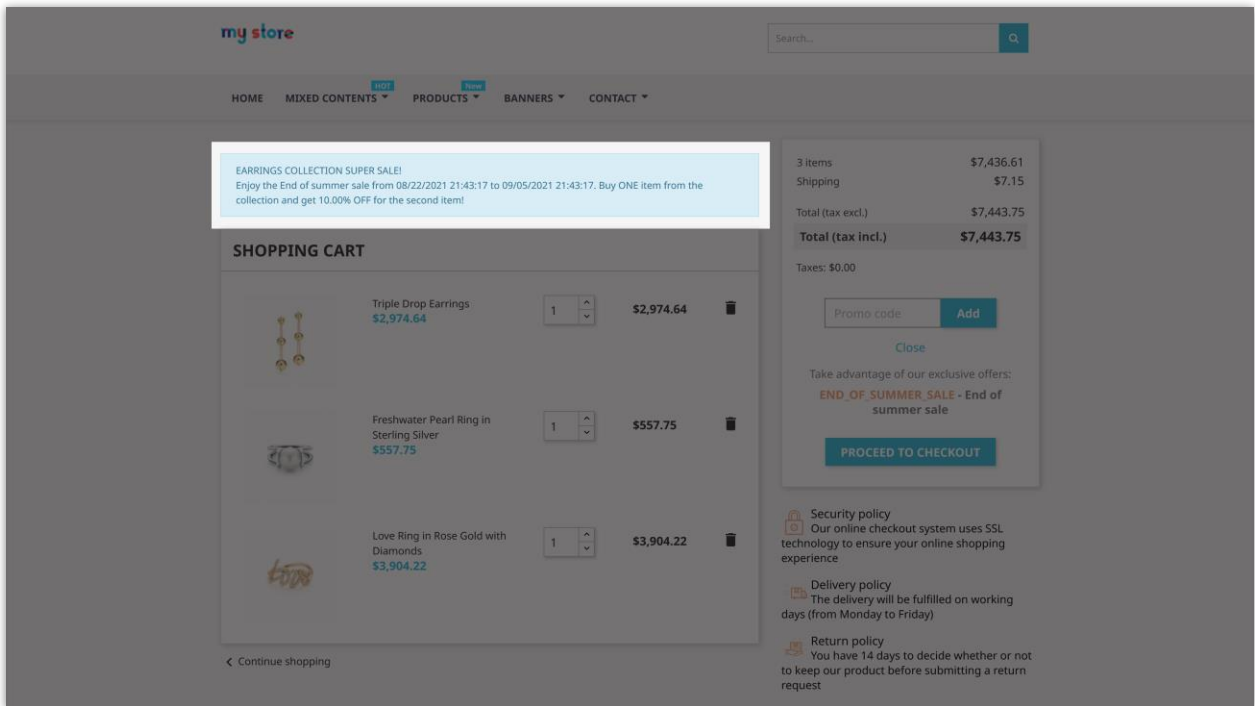 my store
Search...
HOT
New
HOME MIXED CONTENTS PRODUCTS BANNERS CONTACT
EARRINGS COLLECTION SUPER SALE!
Enjoy the End of summer sale from 08/22/2021 21:43:17 to 09/05/2021 21:43:17. Buy ONE item from the
collection and get 10.00% OFF for the second item!
SHOPPING CART
Triple Drop Earrings
$2,974.64
1
$2,974.64
Freshwater Pearl Ring in
Sterling Silver
$557.75
1
$557.75
Love Ring in Rose Gold with
Diamonds
$3,904.22
1
$3,904.22
Continue shopping
3 items $7,436.61
Shipping $7.15
Total (tax excl.) $7,443.75
Total (tax incl.) $7,443.75
Taxes: $0.00
Promo code Add
Close
Take advantage of our exclusive offers:
END_OF_SUMMER_SALE - End of
summer sale
PROCEED TO CHECKOUT
Security policy
Our online checkout system uses SSL
technology to ensure your online shopping
experience
Delivery policy
The delivery will be fulfilled on working
days (from Monday to Friday)
Return policy
You have 14 days to decide whether or not
to keep our product before submitting a return
request